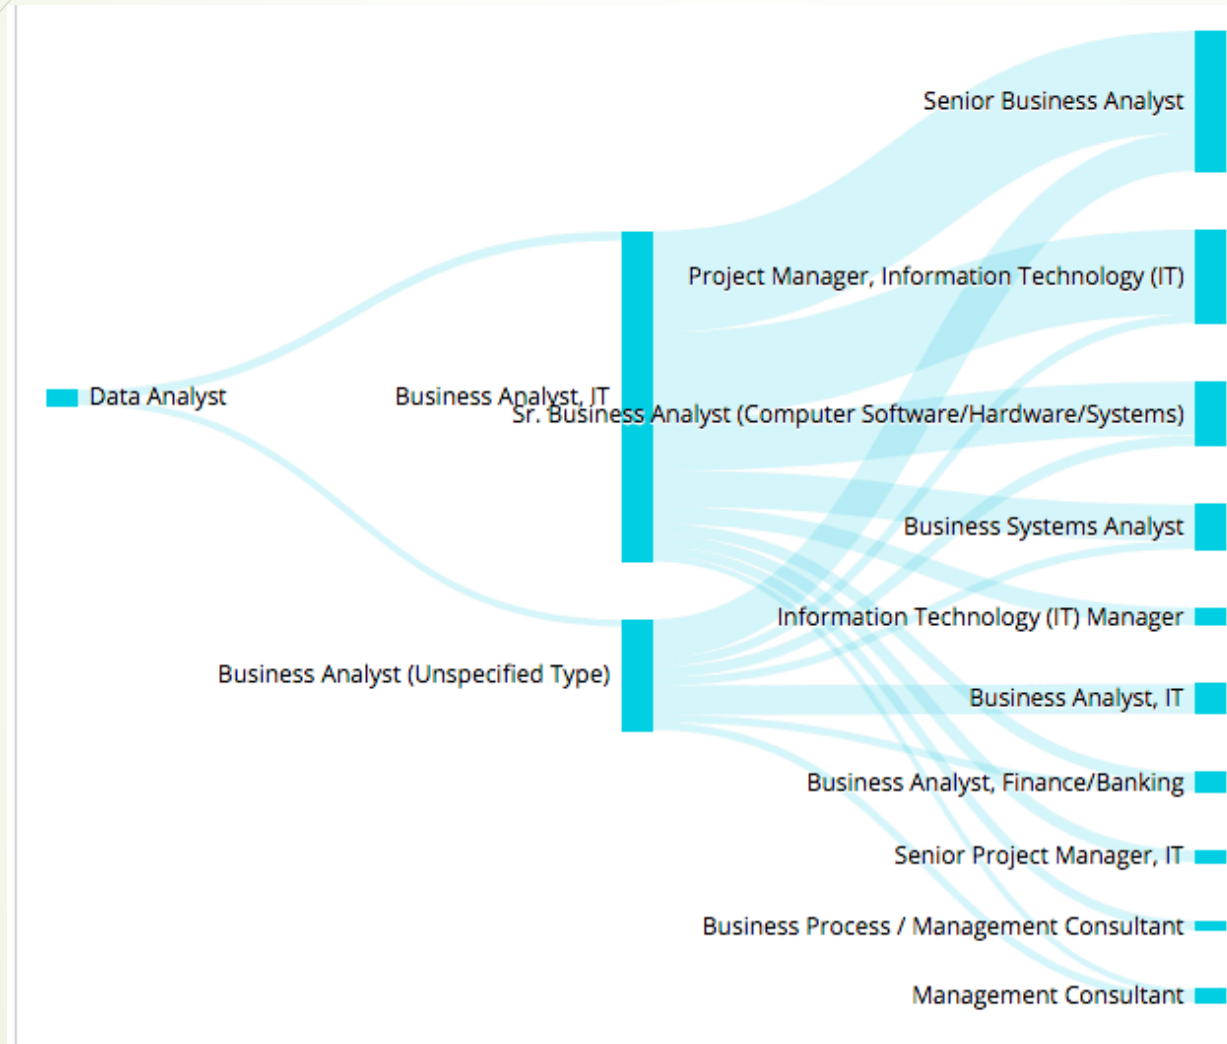 Senior Business Analyst
Project Manager, Information Technology (IT)
Data Analyst
Business Analyst, IT
Sr. Business Analyst (Computer Software/Hardware/Systems)
Business Systems Analyst
Information Technology (IT) Manager
Business Analyst (Unspecified Type)
Business Analyst, IT
Business Analyst, Finance/Banking
Senior Project Manager, IT
Business Process / Management Consultant
Management Consultant